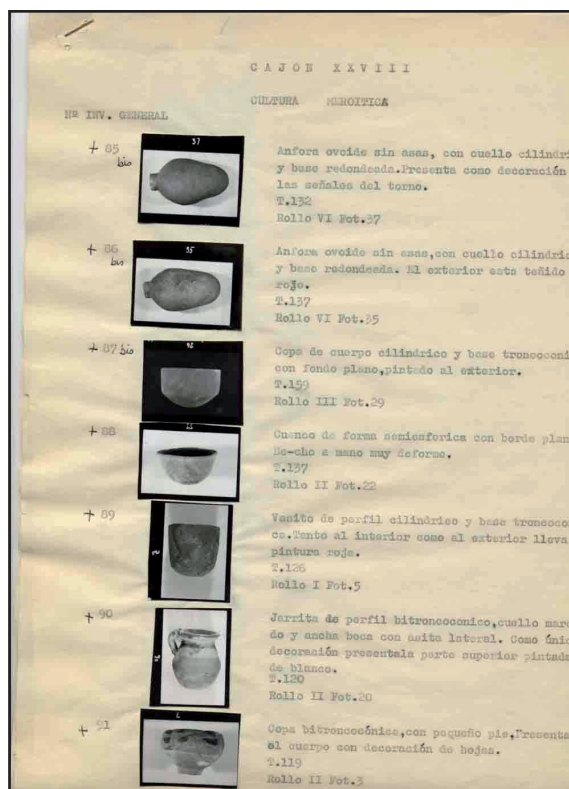 CAJON XXVIII
CULTURA MEROITICA
Nº INV. GENERAL
+ 85 bis
37
Anfora ovoide sin asas, con cuello cilindri
y base redondeada.Presenta como decoración
las señales del torno.
T.132
Rollo VI Fot.37
+ 86 bis
35
Anfora ovoide sin asas,con cuello cilindric
y base redondeada. El exterior esta teñido
rojo.
T.137
Rollo VI Fot.35
+ 87 bis
Copa de cuerpo cilíndrico y base troncoconi
con fondo plano,pintado al exterior.
T.159
Rollo III Fot.29
+ 88
Cuenco de forma semiesferica con borde plan
He-cho a mano muy deforme.
T.137
Rollo II Fot.22
+ 89
5
Vasito de perfil cilindrico y base troncoco
ca.Tanto al interior como al exterior lleva
pintura roja.
T.126
Rollo I Fot.5
+ 90
Jarrita de perfil bitroncoconico,cuello marc
do y ancha boca con asita lateral. Como únic
decoración presentala parte superior pintada
de blanco.
T.120
Rollo II Fot.20
+ 91
Copa bitroncocónica,con pequeño pie,Presenta
el cuerpo con decoración de hojas.
T.119
Rollo II Fot.3